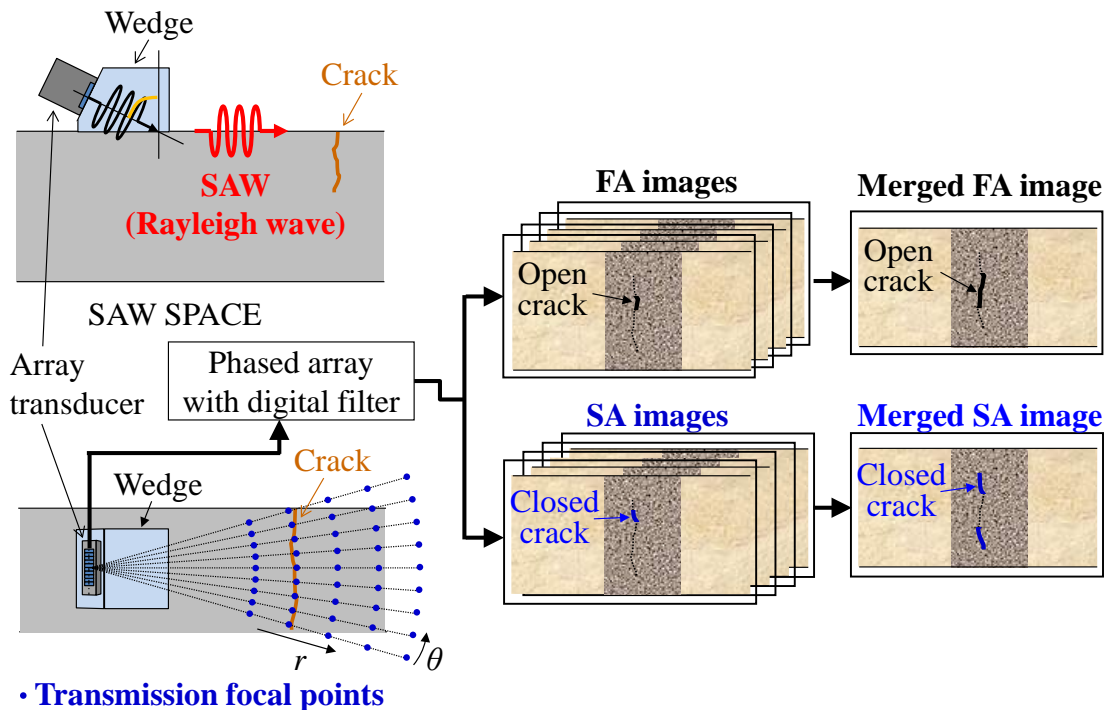 Wedge
Crack
SAW
(Rayleigh wave)
SAW SPACE
Array
transducer
Phased array
with digital filter
Wedge
Crack
r
θ
· Transmission focal points
FA images
Open
crack
Merged FA image
Open
crack
SA images
Closed
crack
Merged SA image
Closed
crack